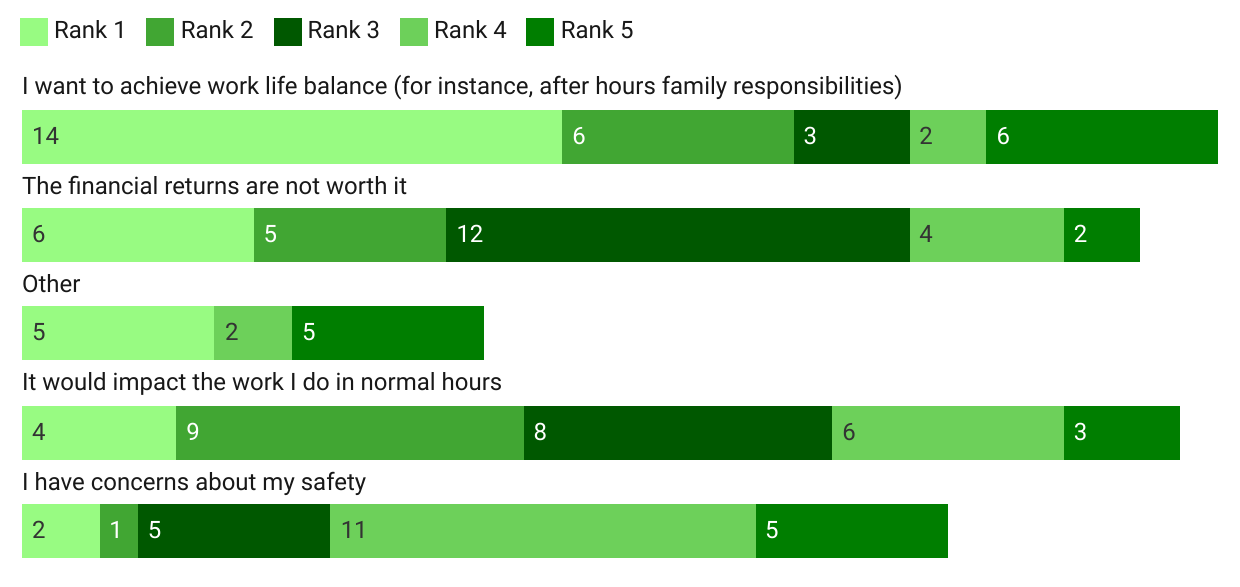 Rank 1 Rank 2 Rank 3 Rank 4 Rank 5
I want to achieve work life balance (for instance, after hours family responsibilities)
14 6 3 2 6
The financial returns are not worth it
6 5 12 4 2
Other
5 2 5
It would impact the work I do in normal hours
4 9 8 6 3
I have concerns about my safety
2 1 5 11 5